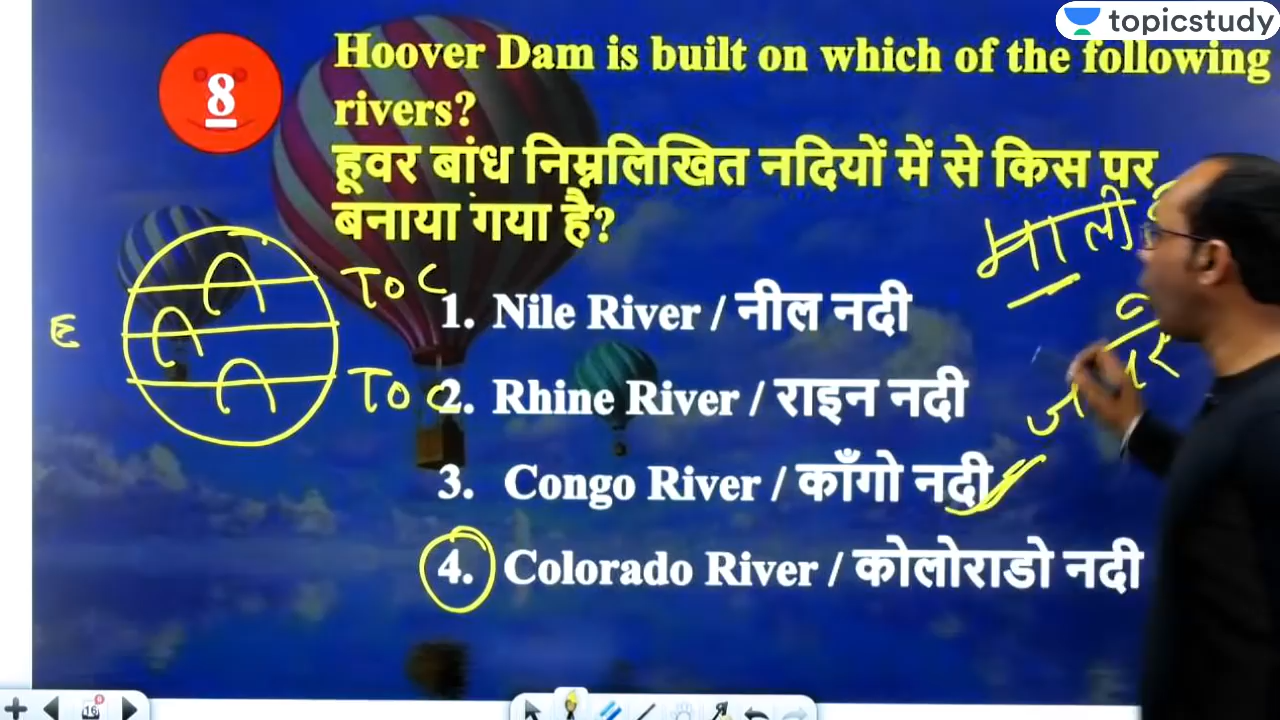 topicstudy
8
Hoover Dam is built on which of the following
rivers?
हूवर बांध निम्नलिखित नदियों में से किस पर
बनाया गया है?
1. Nile River / नील नदी
2. Rhine River / राइन नदी
3. Congo River / काँगो नदी
4. Colorado River / कोलोराडो नदी
TOC
E
TOC
माली
16